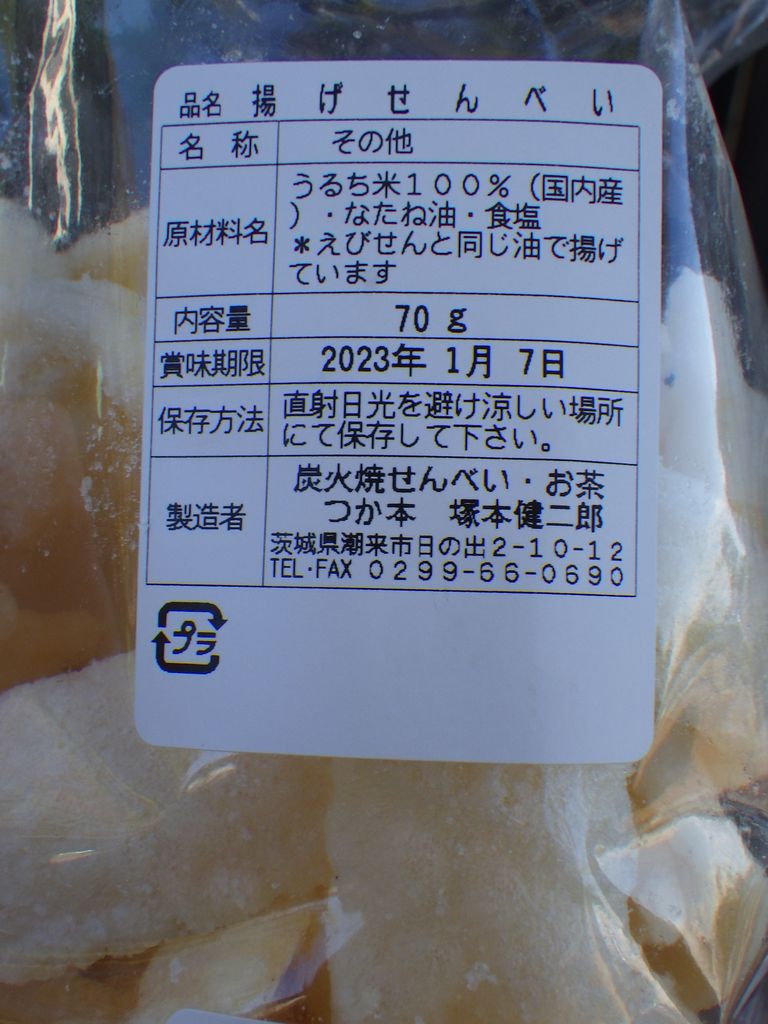 品名 揚げせんべい
名称 その他
原材料名 うるち米100%(国内産
)・なたね油・食塩
*えびせんと同じ油で揚げ
ています
内容量 70g
賞味期限 2023年 1月 7日
保存方法 直射日光を避け涼しい場所
にて保存して下さい。
製造者 炭火焼せんべい・お茶
つか本 塚本健二郎
茨城県潮来市日の出2-10-12
TEL・FAX 0299-66-0690
プラ